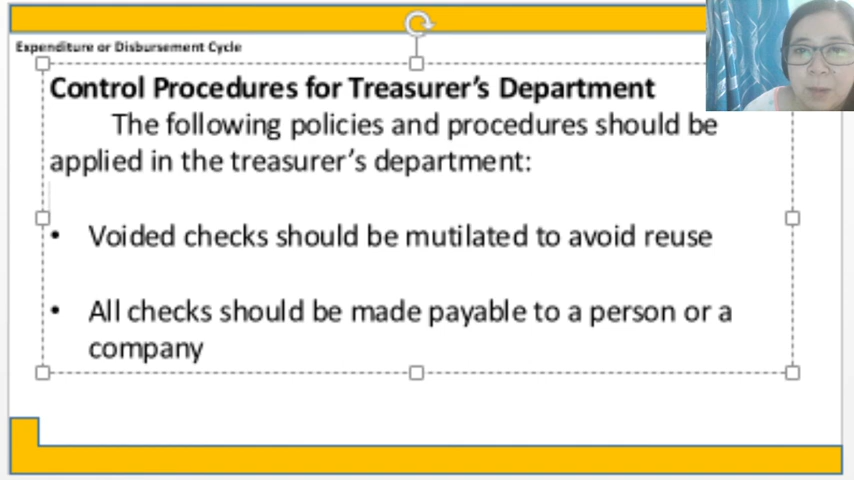 Expenditure or Disbursement Cycle
Control Procedures for Treasurer's Department
The following policies and procedures should be
applied in the treasurer's department:
• Voided checks should be mutilated to avoid reuse
• All checks should be made payable to a person or a
company